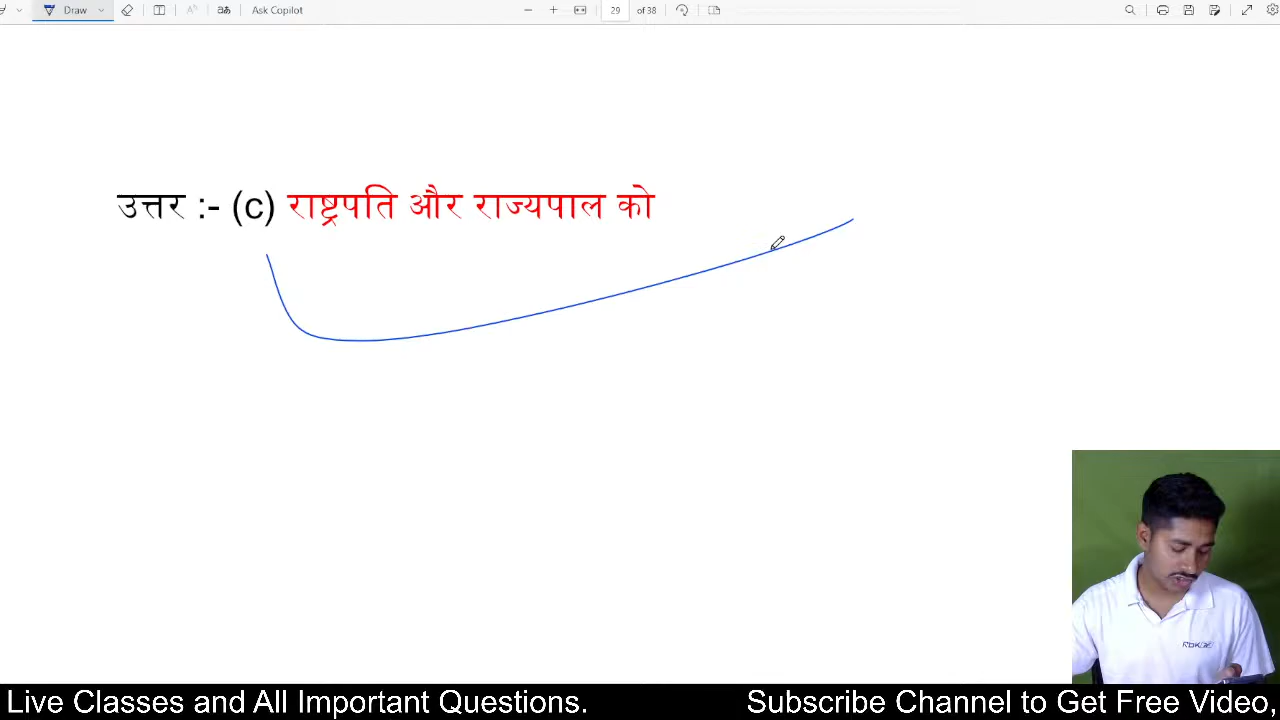 Draw
Ask Copilot
29 of 38
उत्तर :- (c) राष्ट्रपति और राज्यपाल को
Live Classes and All Important Questions. Subscribe Channel to Get Free Video,